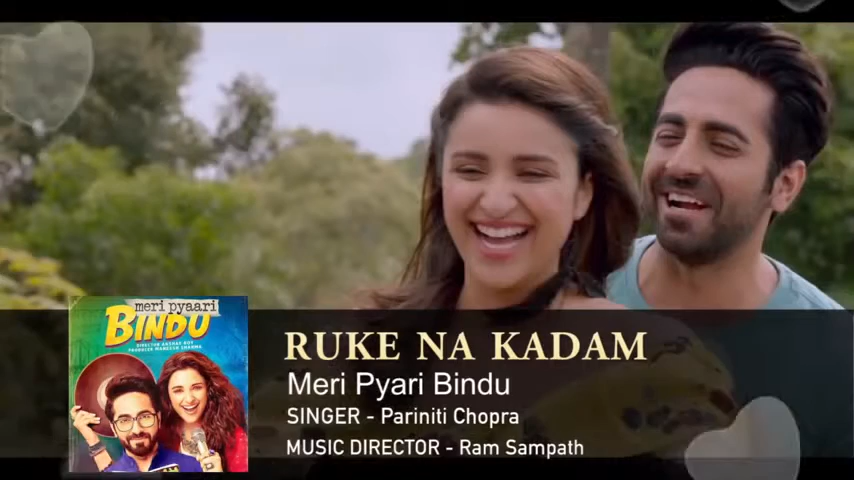 meri pyaari
BINDU
DIRECTOR AKSHAY ROY
PRODUCER MANEESH SHARMA
RUKE NA KADAM
Meri Pyari Bindu
SINGER - Pariniti Chopra
MUSIC DIRECTOR - Ram Sampath